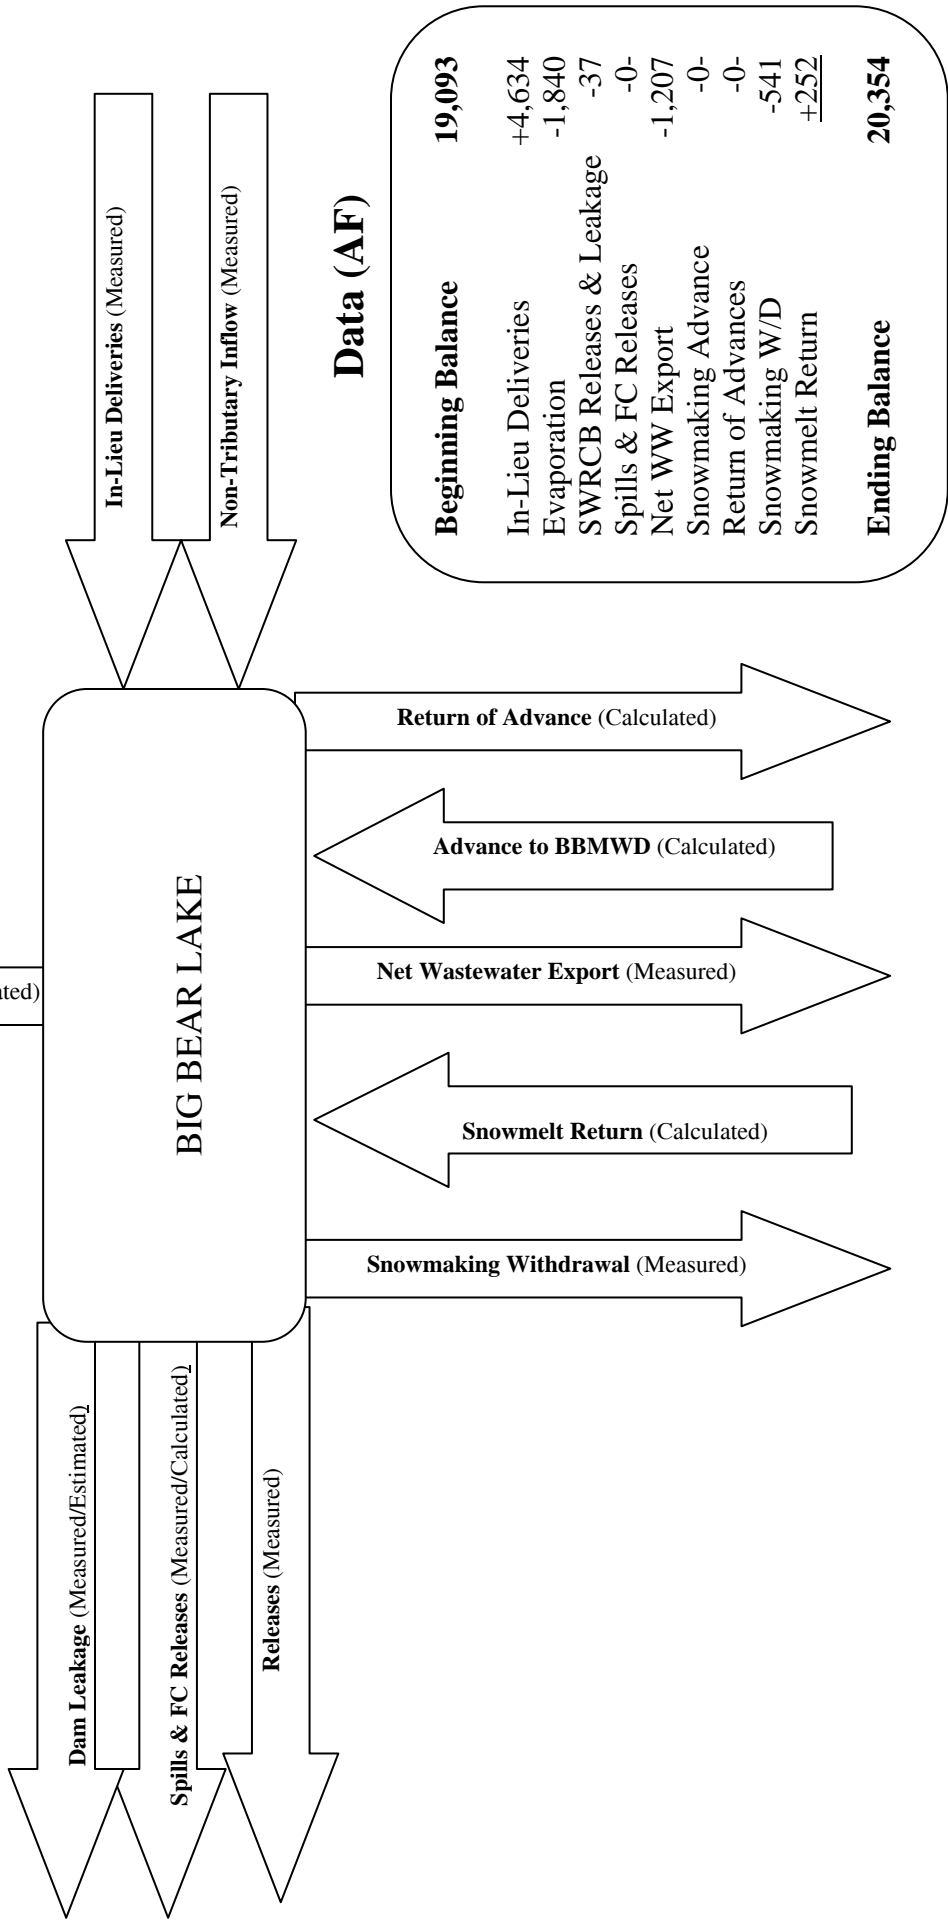 ated)
In-Lieu Deliveries (Measured)
Non-Tributary Inflow (Measured)
BIG BEAR LAKE
Dam Leakage (Measured/Estimated)
Spills & FC Releases (Measured/Calculated)
Releases (Measured)
Snowmaking Withdrawal (Measured)
Snowmelt Return (Calculated)
Net Wastewater Export (Measured)
Advance to BBMWD (Calculated)
Return of Advance (Calculated)
Data (AF)
Beginning Balance 19,093
In-Lieu Deliveries +4,634
Evaporation -1,840
SWRCB Releases & Leakage -37
Spills & FC Releases -0-
Net WW Export -1,207
Snowmaking Advance -0-
Return of Advances -0-
Snowmaking W/D -541
Snowmelt Return +252
Ending Balance 20,354